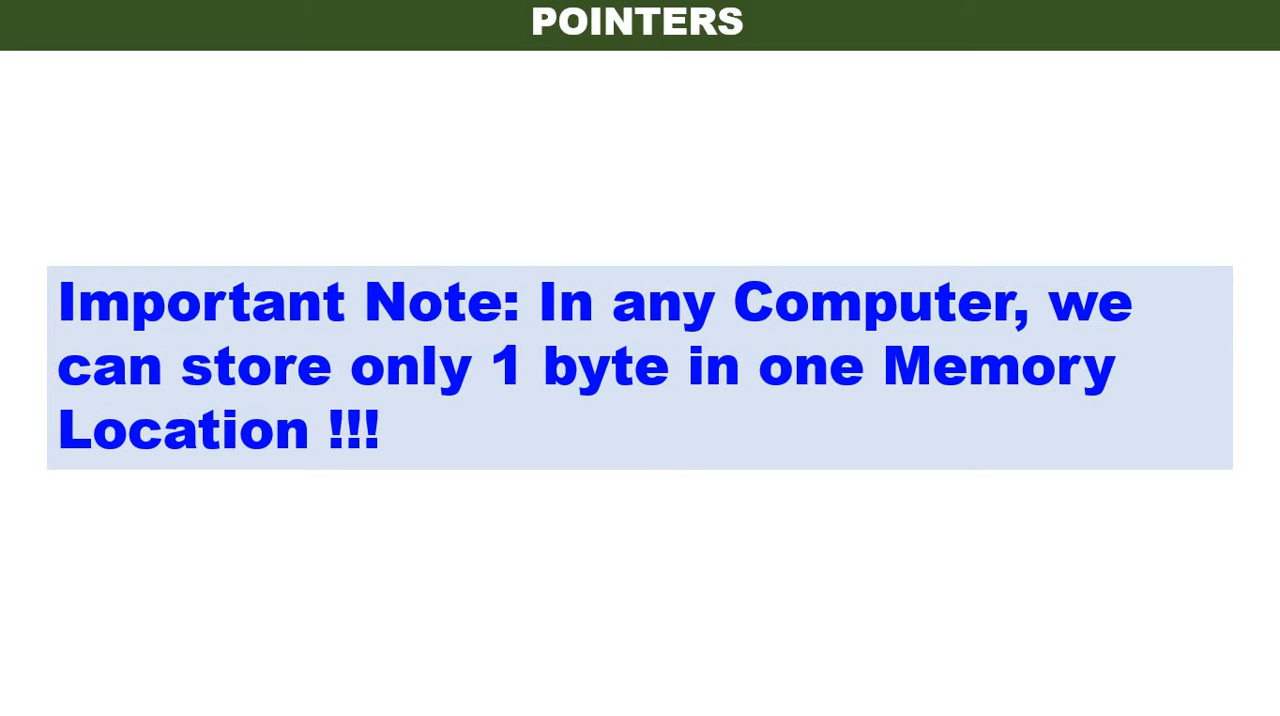 POINTERS
Important Note: In any Computer, we
can store only 1 byte in one Memory
Location !!!